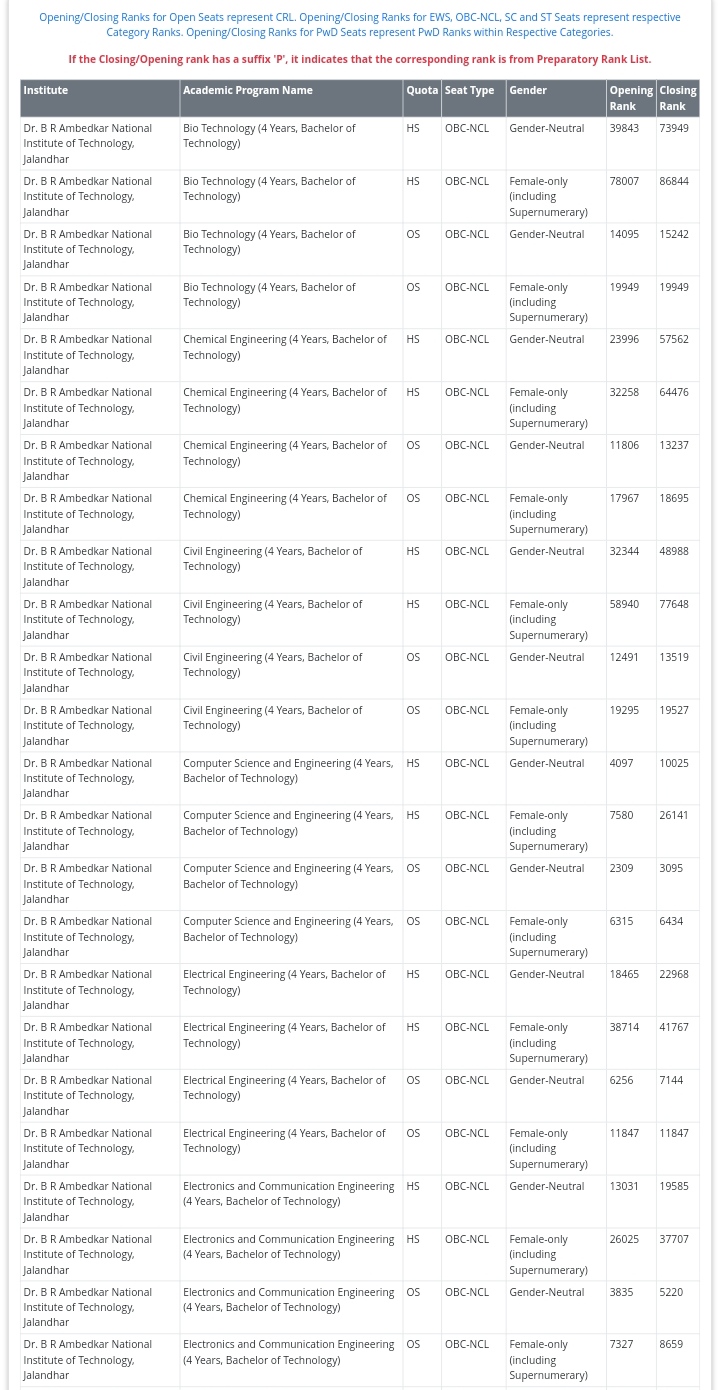 Opening/Closing Ranks for Open Seats represent CRL. Opening/Closing Ranks for EWS, OBC-NCL, SC and ST Seats represent respective
Category Ranks. Opening/Closing Ranks for PwD Seats represent PwD Ranks within Respective Categories.
If the Closing/Opening rank has a suffix 'P', it indicates that the corresponding rank is from Preparatory Rank List.
Institute Academic Program Name Quota Seat Type Gender Opening Closing
Rank Rank
Dr. B R Ambedkar National Bio Technology (4 Years, Bachelor of HS OBC-NCL Gender-Neutral 39843 73949
Institute of Technology, Technology)
Jalandhar
Dr. B R Ambedkar National Bio Technology (4 Years, Bachelor of HS OBC-NCL Female-only 78007 86844
Institute of Technology, Technology) (including
Jalandhar Supernumerary)
Dr. B R Ambedkar National Bio Technology (4 Years, Bachelor of OS OBC-NCL Gender-Neutral 14095 15242
Institute of Technology, Technology)
Jalandhar
Dr. B R Ambedkar National Bio Technology (4 Years, Bachelor of OS OBC-NCL Female-only 19949 19949
Institute of Technology, Technology) (including
Jalandhar Supernumerary)
Dr. B R Ambedkar National Chemical Engineering (4 Years, Bachelor of HS OBC-NCL Gender-Neutral 23996 57562
Institute of Technology, Technology)
Jalandhar
Dr. B R Ambedkar National Chemical Engineering (4 Years, Bachelor of HS OBC-NCL Female-only 32258 64476
Institute of Technology, Technology) (including
Jalandhar Supernumerary)
Dr. B R Ambedkar National Chemical Engineering (4 Years, Bachelor of OS OBC-NCL Gender-Neutral 11806 13237
Institute of Technology, Technology)
Jalandhar
Dr. B R Ambedkar National Chemical Engineering (4 Years, Bachelor of OS OBC-NCL Female-only 17967 18695
Institute of Technology, Technology) (including
Jalandhar Supernumerary)
Dr. B R Ambedkar National Civil Engineering (4 Years, Bachelor of HS OBC-NCL Gender-Neutral 32344 48988
Institute of Technology, Technology)
Jalandhar
Dr. B R Ambedkar National Civil Engineering (4 Years, Bachelor of HS OBC-NCL Female-only 58940 77648
Institute of Technology, Technology) (including
Jalandhar Supernumerary)
Dr. B R Ambedkar National Civil Engineering (4 Years, Bachelor of OS OBC-NCL Gender-Neutral 12491 13519
Institute of Technology, Technology)
Jalandhar
Dr. B R Ambedkar National Civil Engineering (4 Years, Bachelor of OS OBC-NCL Female-only 19295 19527
Institute of Technology, Technology) (including
Jalandhar Supernumerary)
Dr. B R Ambedkar National Computer Science and Engineering (4 Years, HS OBC-NCL Gender-Neutral 4097 10025
Institute of Technology, Bachelor of Technology)
Jalandhar
Dr. B R Ambedkar National Computer Science and Engineering (4 Years, HS OBC-NCL Female-only 7580 26141
Institute of Technology, Bachelor of Technology) (including
Jalandhar Supernumerary)
Dr. B R Ambedkar National Computer Science and Engineering (4 Years, OS OBC-NCL Gender-Neutral 2309 3095
Institute of Technology, Bachelor of Technology)
Jalandhar
Dr. B R Ambedkar National Computer Science and Engineering (4 Years, OS OBC-NCL Female-only 6315 6434
Institute of Technology, Bachelor of Technology) (including
Jalandhar Supernumerary)
Dr. B R Ambedkar National Electrical Engineering (4 Years, Bachelor of HS OBC-NCL Gender-Neutral 18465 22968
Institute of Technology, Technology)
Jalandhar
Dr. B R Ambedkar National Electrical Engineering (4 Years, Bachelor of HS OBC-NCL Female-only 38714 41767
Institute of Technology, Technology) (including
Jalandhar Supernumerary)
Dr. B R Ambedkar National Electrical Engineering (4 Years, Bachelor of OS OBC-NCL Gender-Neutral 6256 7144
Institute of Technology, Technology)
Jalandhar
Dr. B R Ambedkar National Electrical Engineering (4 Years, Bachelor of OS OBC-NCL Female-only 11847 11847
Institute of Technology, Technology) (including
Jalandhar Supernumerary)
Dr. B R Ambedkar National Electronics and Communication Engineering HS OBC-NCL Gender-Neutral 13031 19585
Institute of Technology, (4 Years, Bachelor of Technology)
Jalandhar
Dr. B R Ambedkar National Electronics and Communication Engineering HS OBC-NCL Female-only 26025 37707
Institute of Technology, (4 Years, Bachelor of Technology) (including
Jalandhar Supernumerary)
Dr. B R Ambedkar National Electronics and Communication Engineering OS OBC-NCL Gender-Neutral 3835 5220
Institute of Technology, (4 Years, Bachelor of Technology)
Jalandhar
Dr. B R Ambedkar National Electronics and Communication Engineering OS OBC-NCL Female-only 7327 8659
Institute of Technology, (4 Years, Bachelor of Technology) (including
Jalandhar Supernumerary)